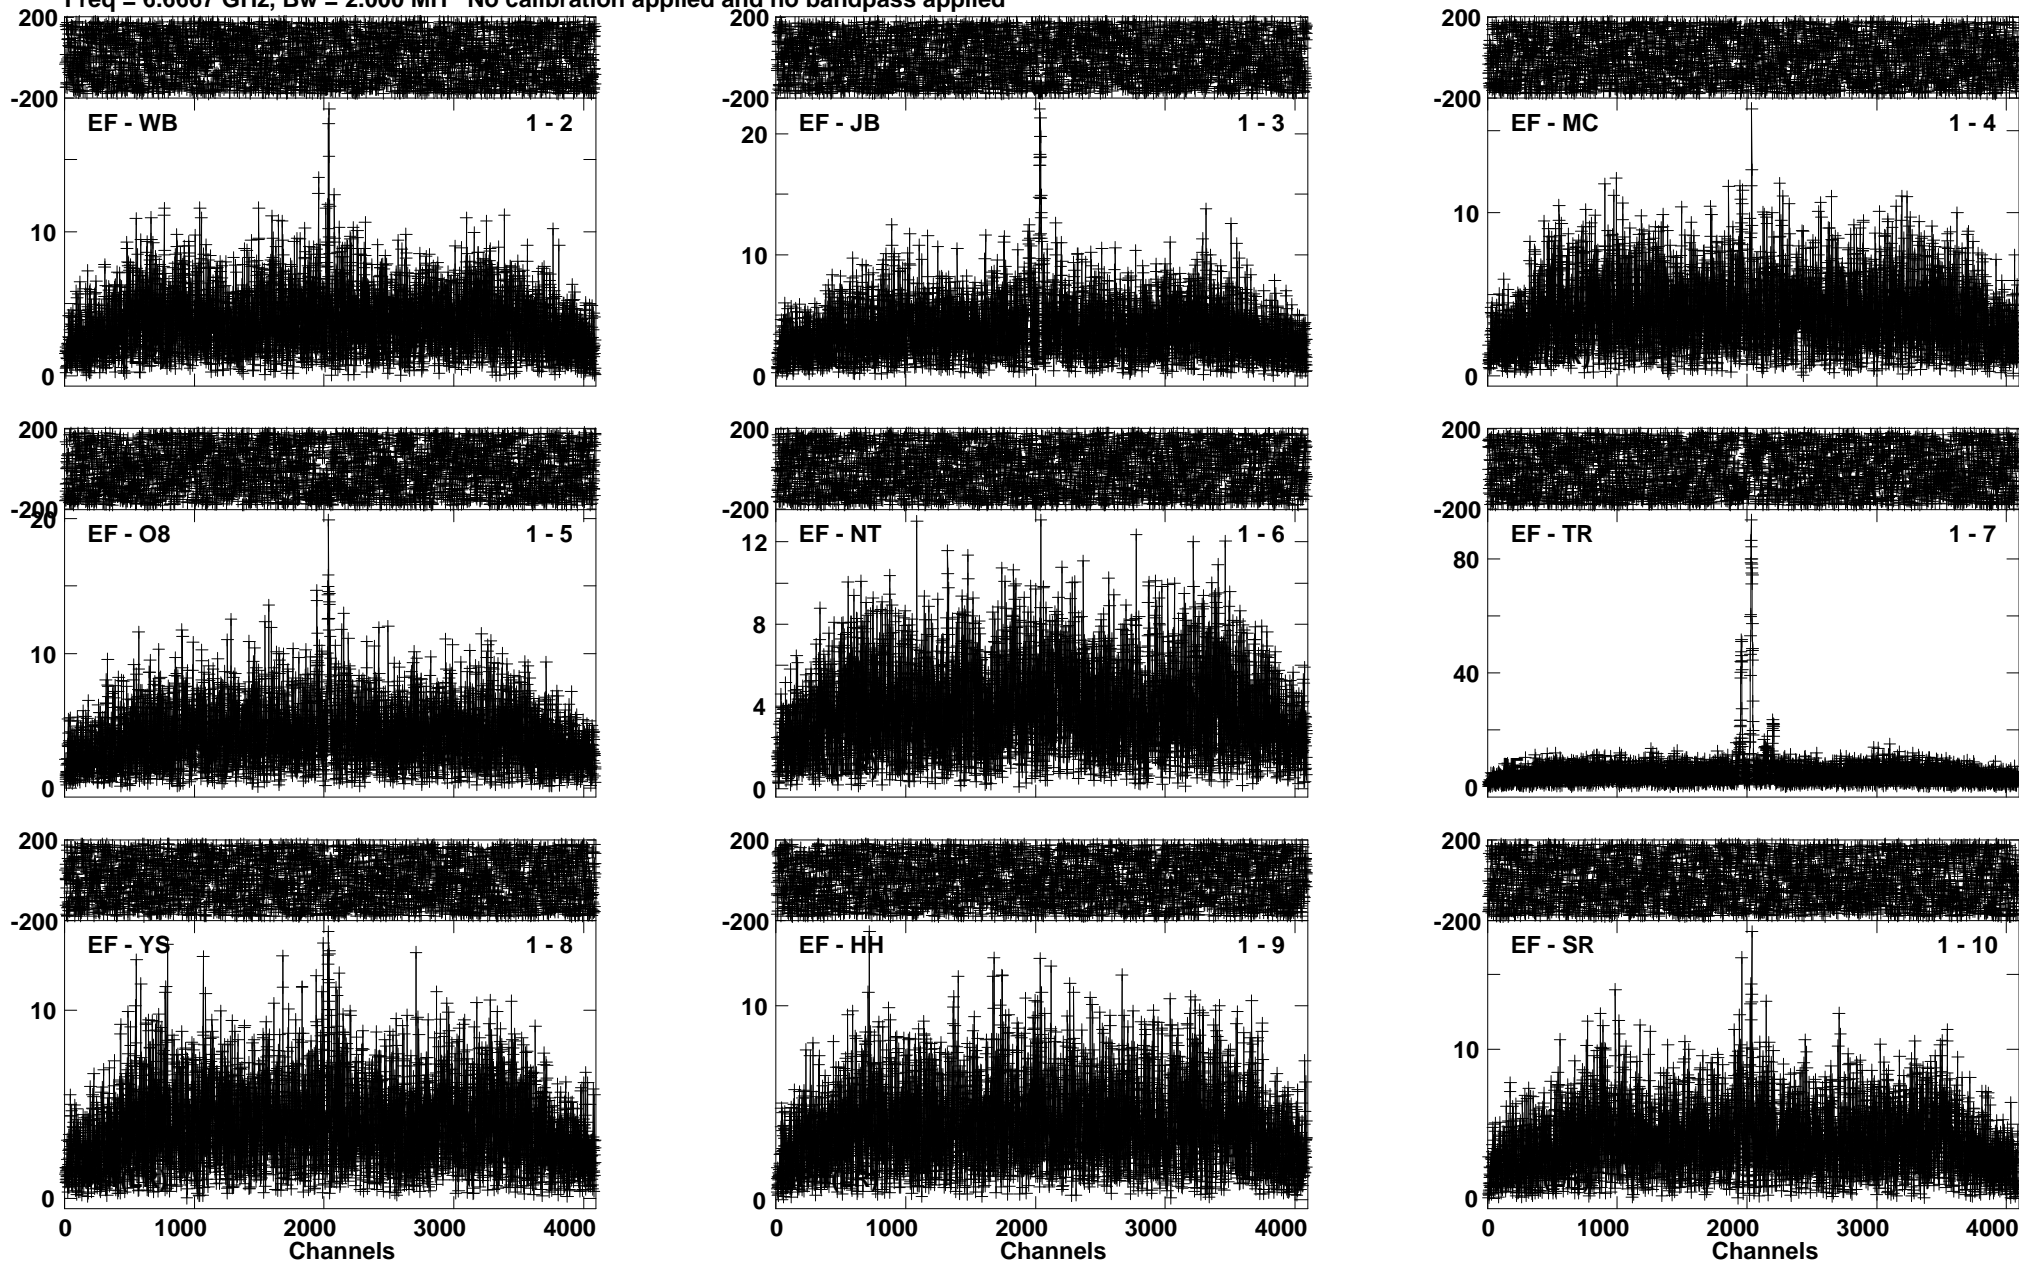 Freq = 6.6667 GHz, Bw = 2.000 MH No calibration applied and no bandpass applied
200 200 200
-200 -200 -200
EF - WB 1 - 2 EF - JB 1 - 3 EF - MC 1 - 4
20
10 10 10
0 0 0
200 200 200
-200 -200 -200
20
EF - O8 1 - 5 EF - NT 1 - 6 EF - TR 1 - 7
12 80
10 8 40
4
0 0 0
200 200 200
-200 -200 -200
EF - YS 1 - 8 EF - HH 1 - 9 EF - SR 1 - 10
10 10 10
0 0 0
0 1000 2000 3000 4000 0 1000 2000 3000 4000 0 1000 2000 3000 4000
Channels Channels Channels